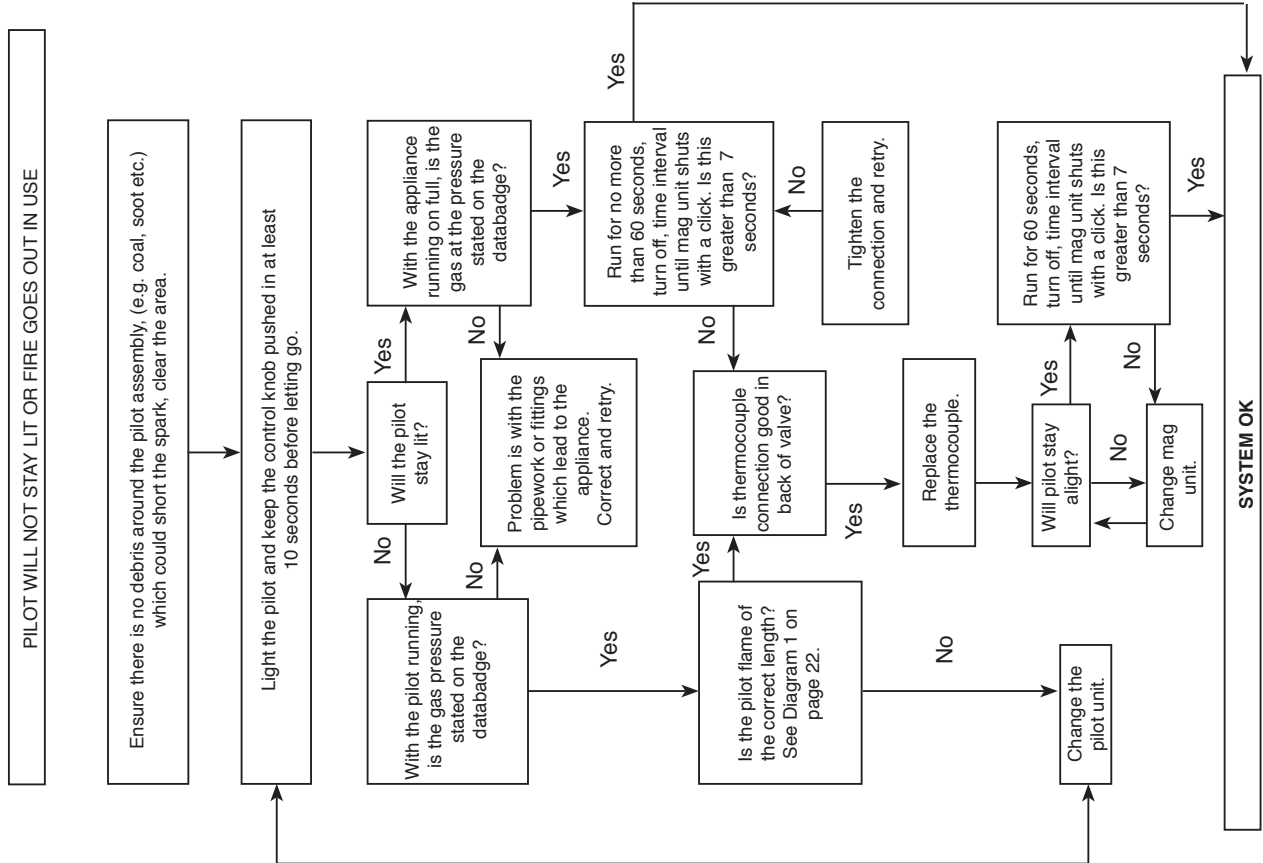 PILOT WILL NOT STAY LIT OR FIRE GOES OUT IN USE
Ensure there is no debris around the pilot assembly, (e.g. coal, soot etc.)
which could short the spark, clear the area.
Light the pilot and keep the control knob pushed in at least
10 seconds before letting go.
Will the pilot
stay lit?
No
Yes
With the pilot running,
is the gas pressure
stated on the
databadge?
With the appliance
running on full, is the
gas at the pressure
stated on the
databadge?
No
No
Problem is with the
pipework or fittings
which lead to the
appliance.
Correct and retry.
Yes
Yes
Run for no more
than 60 seconds,
turn off, time interval
until mag unit shuts
with a click. Is this
greater than 7
seconds?
Yes
Is the pilot flame of
the correct length?
See Diagram 1 on
page 22.
Yes
Is thermocouple
connection good in
back of valve?
No
No
Tighten the
connection and retry.
No
Yes
Replace the
thermocouple.
Change the
pilot unit.
Will pilot stay
alight?
Yes
Run for 60 seconds,
turn off, time interval
until mag unit shuts
with a click. Is this
greater than 7
seconds?
No
No
Change mag
unit.
Yes
SYSTEM OK